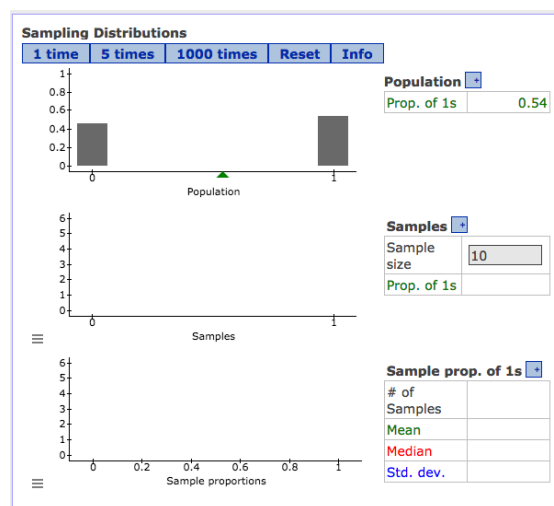 Sampling Distributions
1 time 5 times 1000 times Reset Info
1
0.8
0.6
0.4
0.2
0
0 1
Population
Population +
Prop. of 1s 0.54
6
5
4
3
2
1
0
0 1
Samples
Samples +
Sample
size
10
Prop. of 1s
6
5
4
3
2
1
0
0 0.2 0.4 0.6 0.8 1
Sample proportions
Sample prop. of 1s +
# of
Samples
Mean
Median
Std. dev.